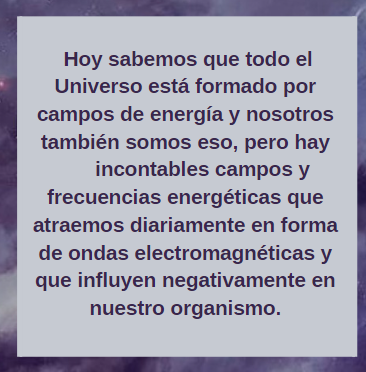 Hoy sabemos que todo el
Universo está formado por
campos de energía y nosotros
también somos eso, pero hay
incontables campos y
frecuencias energéticas que
atraemos diariamente en forma
de ondas electromagnéticas y
que influyen negativamente en
nuestro organismo.